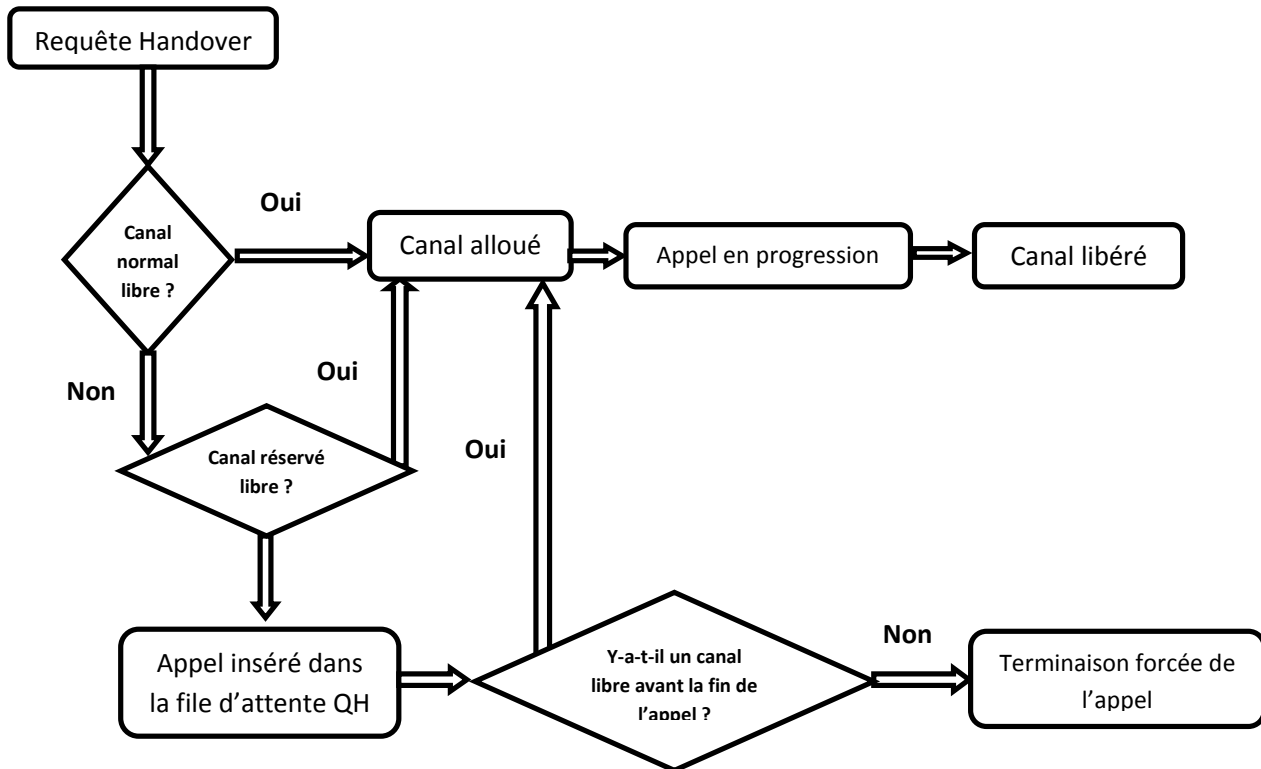 Requête Handover
Oui
Canal
normal
libre ?
Canal alloué
Appel en progression
Canal libéré
Non
Oui
Canal réservé
libre ?
Oui
Appel inséré dans
la file d’attente QH
Y-a-t-il un canal
libre avant la fin de
l’appel ?
Non
Terminaison forcée de
l’appel